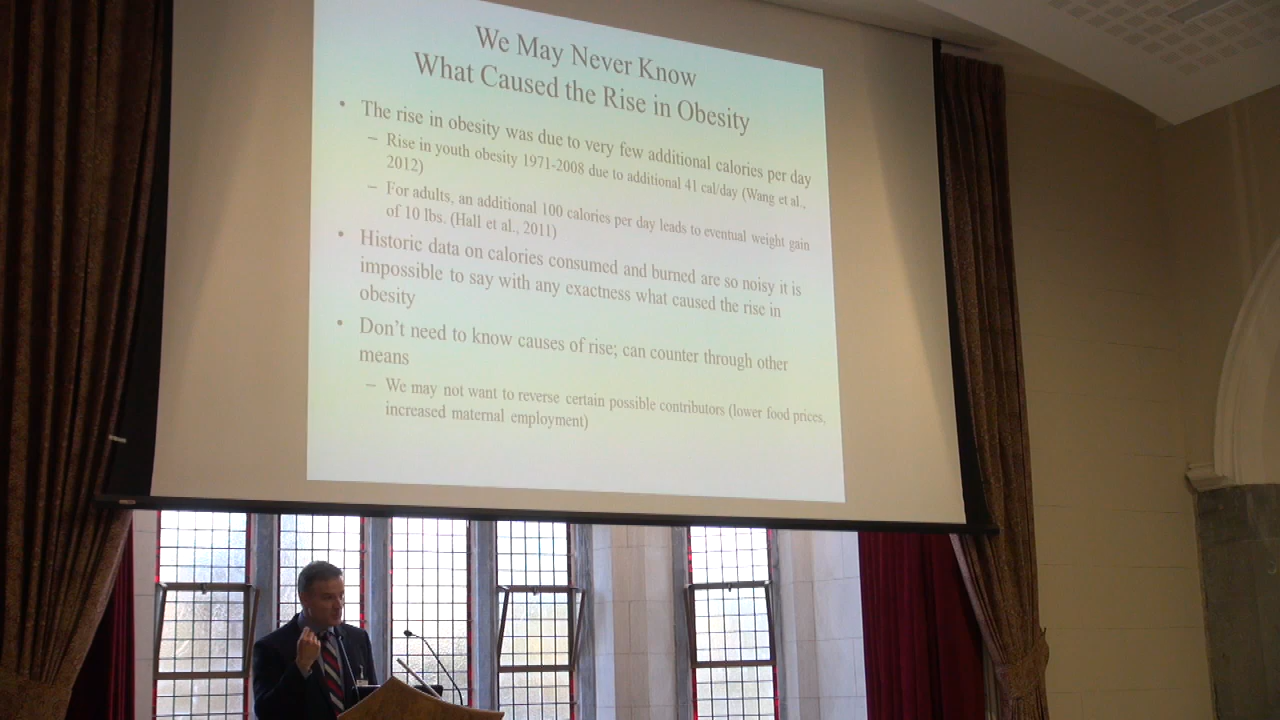 We May Never Know
What Caused the Rise in Obesity
• The rise in obesity was due to very few additional calories per day
– Rise in youth obesity 1971-2008 due to additional 41 cal/day (Wang et al.,
2012)
– For adults, an additional 100 calories per day leads to eventual weight gain
of 10 lbs. (Hall et al., 2011)
• Historic data on calories consumed and burned are so noisy it is
impossible to say with any exactness what caused the rise in
obesity
• Don't need to know causes of rise; can counter through other
means
– We may not want to reverse certain possible contributors (lower food prices,
increased maternal employment)